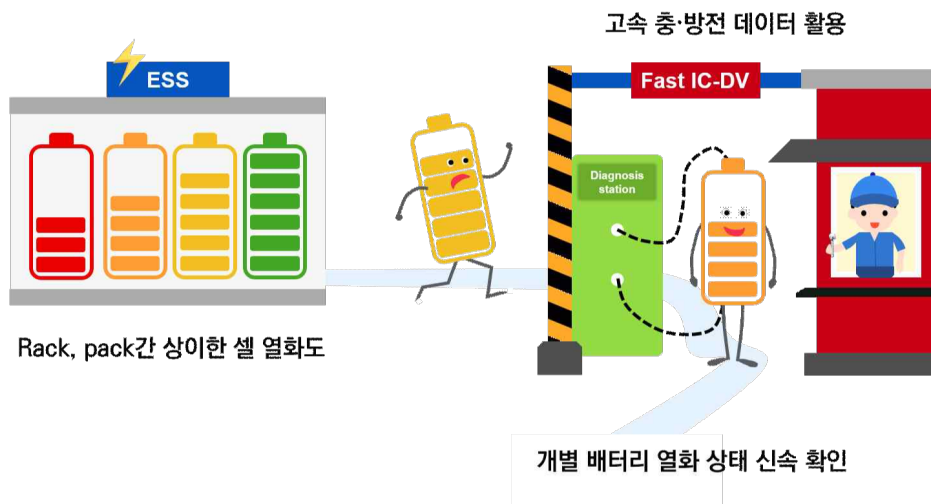 고속 충·방전 데이터 활용
ESS
Fast IC-DV
Diagnosis
station
Rack, pack간 상이한 셀 열화도
개별 배터리 열화 상태 신속 확인